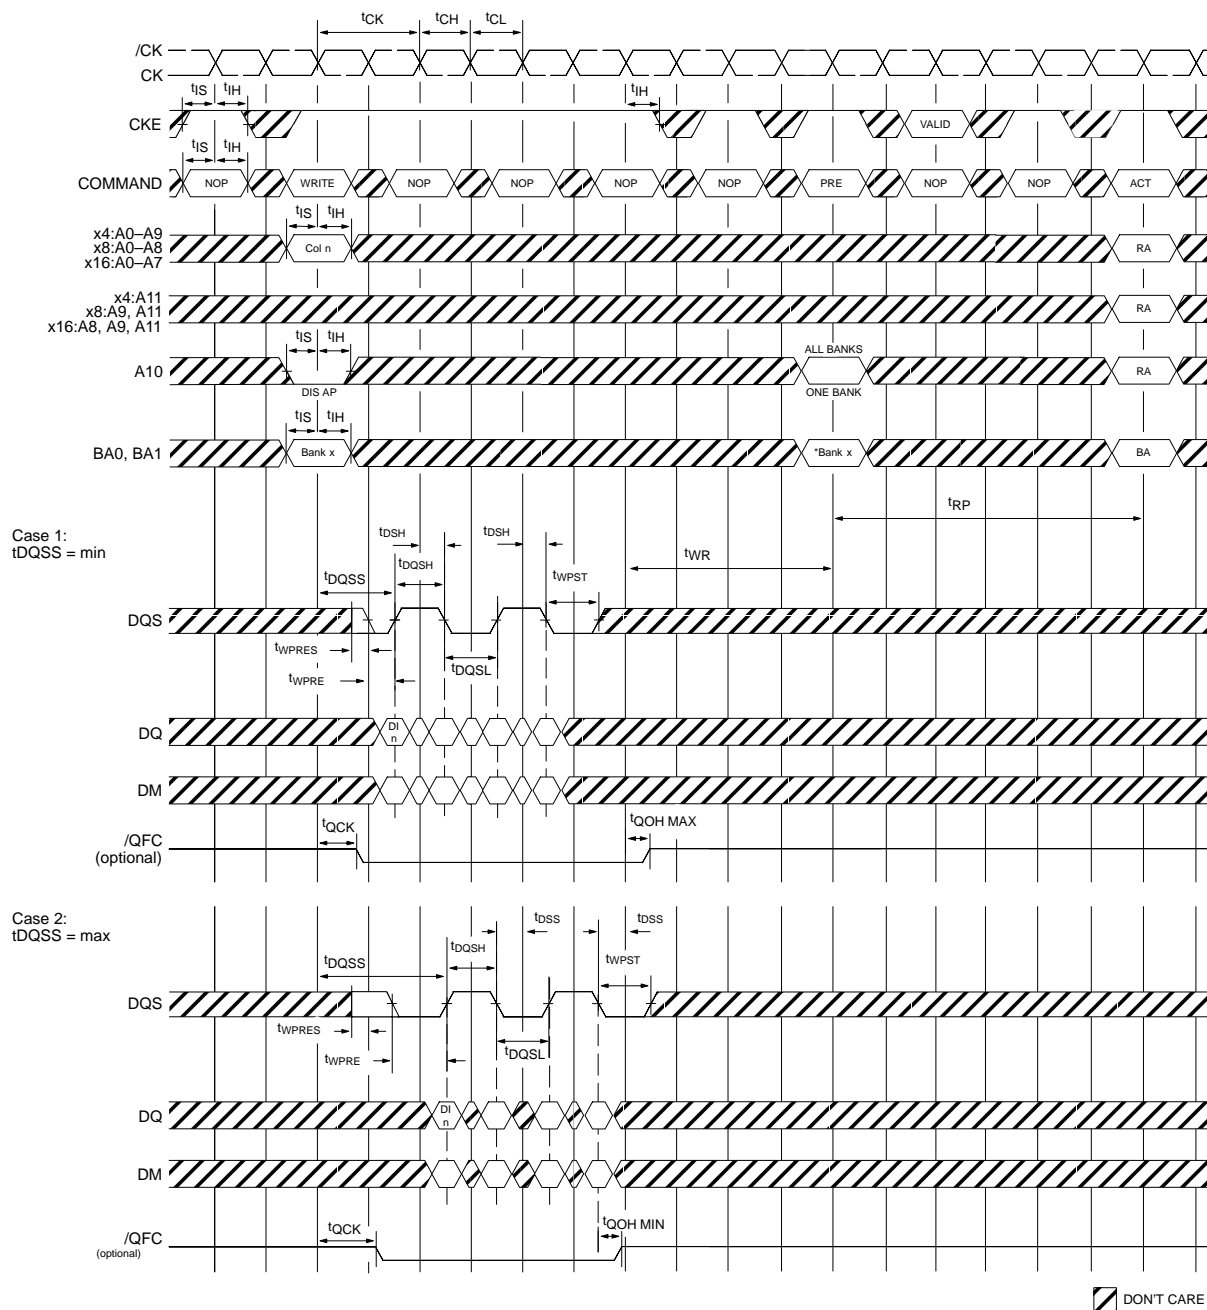 tCK tCH tCL
/CK
CK
tIS tIH tIH
CKE VALID
tIS tIH
COMMAND NOP WRITE NOP NOP NOP NOP PRE NOP NOP ACT
tIS tIH
x4:A0–A9
x8:A0–A8 Col n RA
x16:A0–A7
x4:A11
x8:A9, A11 RA
x16:A8, A9, A11
tIS tIH ALL BANKS
A10 RA
DIS AP ONE BANK
tIS tIH
BA0, BA1 Bank x *Bank x BA
tRP
Case 1:
tDQSS = min
tDSH tDSH
tDQSH tWR
tDQSS tWPST
DQS
tWPRES
tDQSL
tWPRE
DQ DI
n
DM
tQCK tQOH MAX
/QFC
(optional)
Case 2:
tDQSS = max
tDSS tDSS
tDQSH
tDQSS tWPST
DQS
tWPRES
tDQSL
tWPRE
DQ DI
n
DM
tQCK tQOH MIN
/QFC
(optional)
DON'T CARE